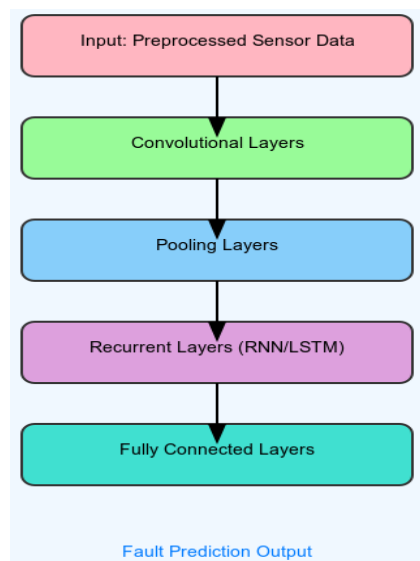 Input: Preprocessed Sensor Data
Convolutional Layers
Pooling Layers
Recurrent Layers (RNN/LSTM)
Fully Connected Layers
Fault Prediction Output